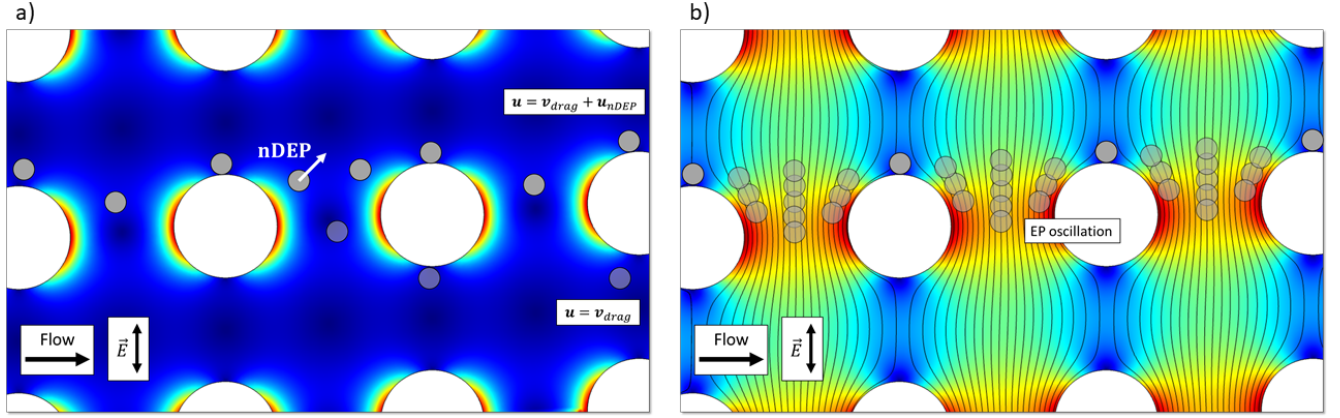 a)
b)
u = v_drag + u_nDEP
nDEP
EP oscillation
u = v_drag
Flow
E⃗
Flow
E⃗